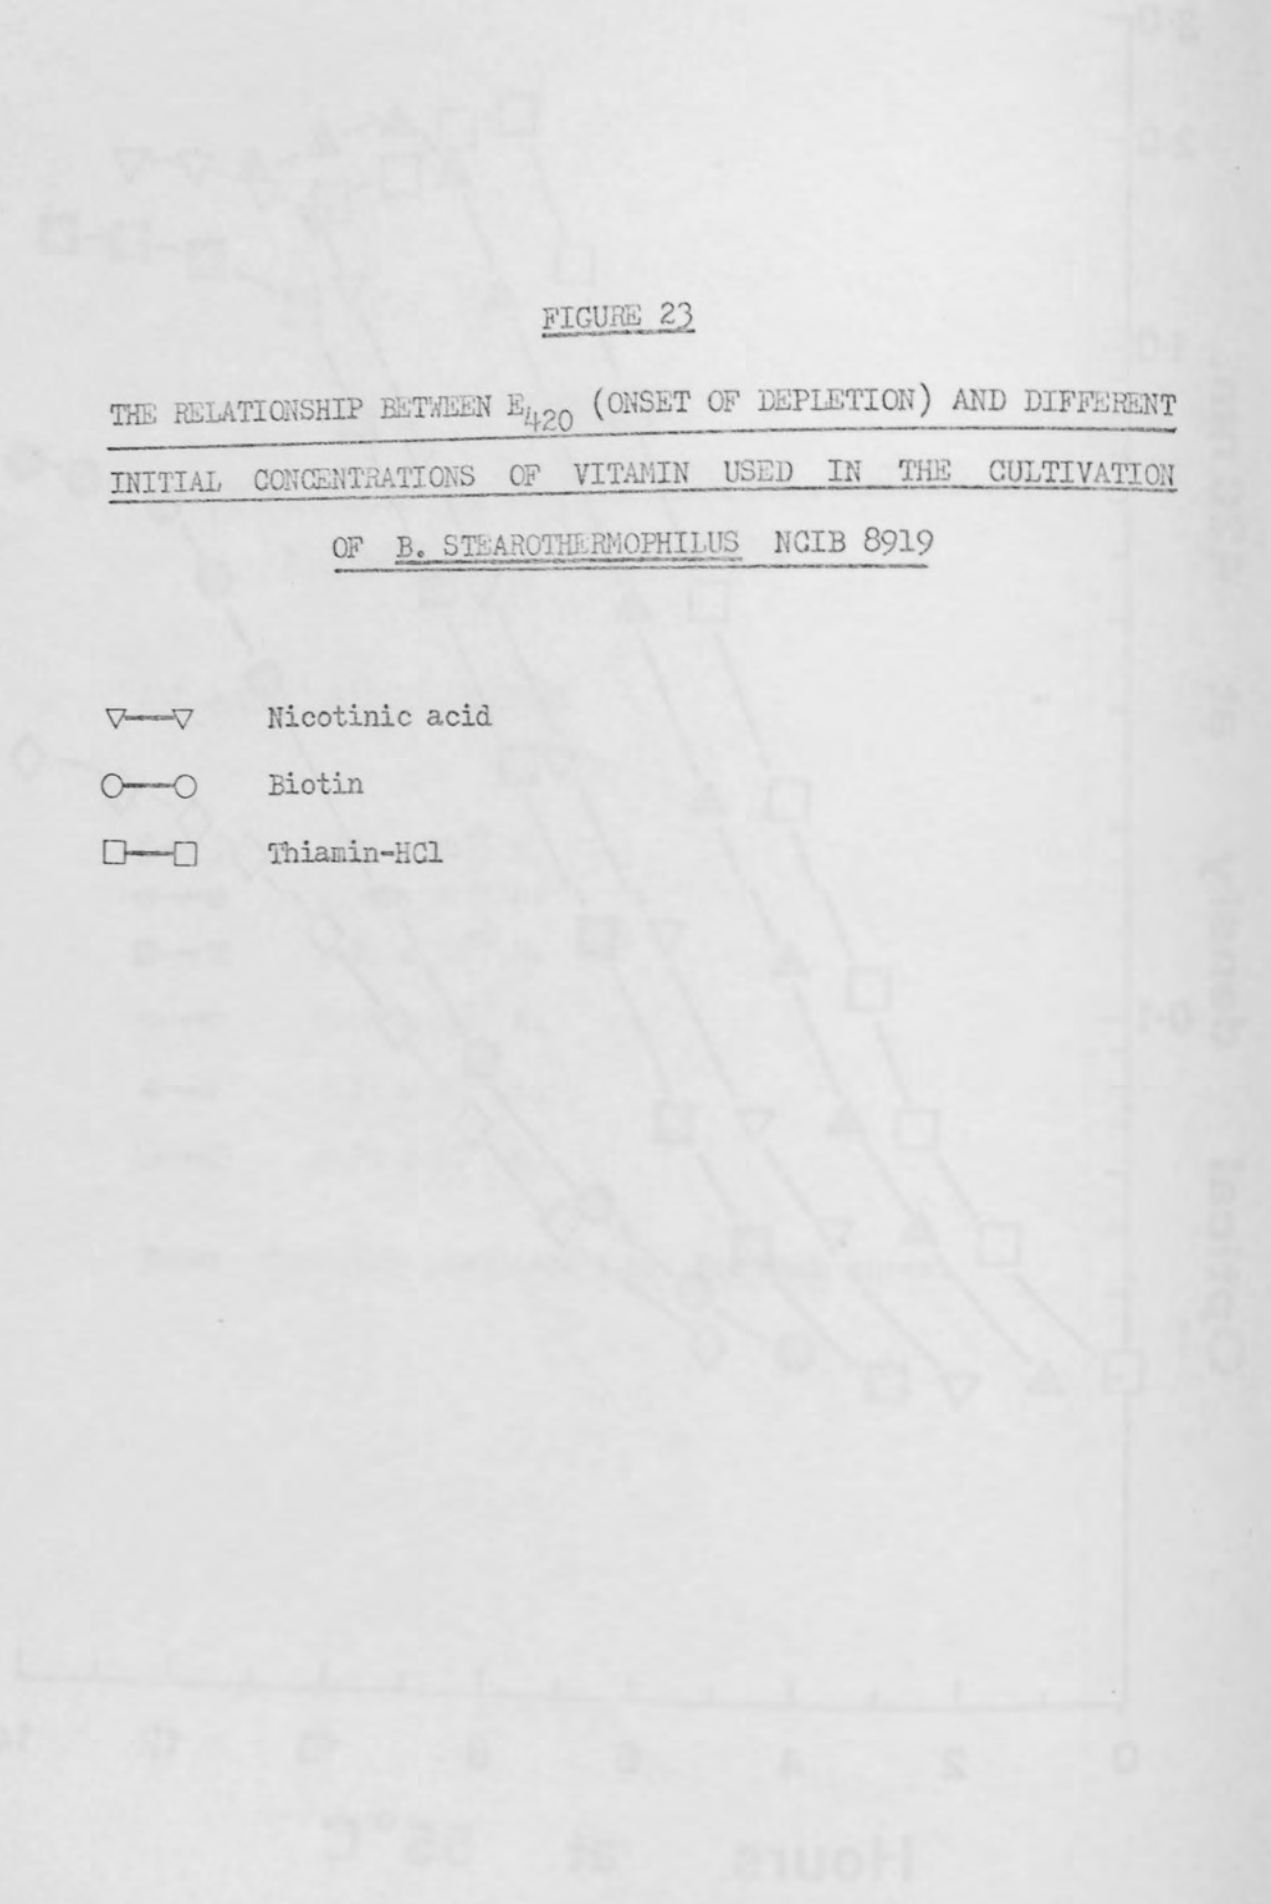 FIGURE 23
THE RELATIONSHIP BETWEEN E420 (ONSET OF DEPLETION) AND DIFFERENT
INITIAL CONCENTRATIONS OF VITAMIN USED IN THE CULTIVATION
OF B. STEAROTHERMOPHILUS NCIB 8919
Nicotinic acid
Biotin
Thiamin-HCl